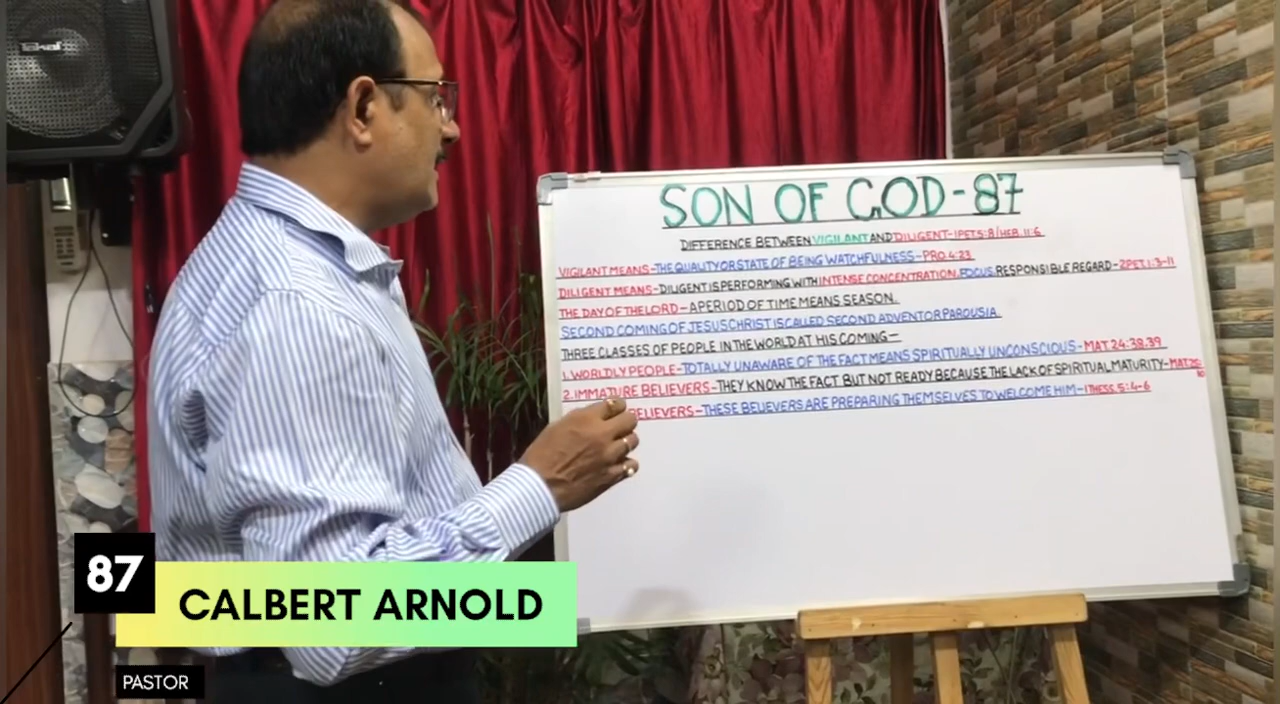 Tekai
SON OF GOD-87
DIFFERENCE BETWEEN VIGILANT AND DILIGENT-1PET.5:8/HEB.11:6
VIGILANT MEANS-THE QUALITY OR STATE OF BEING WATCHFULNESS-PRO.4:23
DILIGENT MEANS-DILIGENT IS PERFORMING WITH INTENSE CONCENTRATION, FOCUS, RESPONSIBLE REGARD-2PET.1:3-11
THE DAY OF THE LORD-A PERIOD OF TIME MEANS SEASON.
SECOND COMING OF JESUS CHRIST IS CALLED SECOND ADVENT OR PAROUSIA.
THREE CLASSES OF PEOPLE IN THE WORLD AT HIS COMING-
1.WORLDLY PEOPLE-TOTALLY UNAWARE OF THE FACT MEANS SPIRITUALLY UNCONSCIOUS-MAT.24:38,39
2.IMMATURE BELIEVERS-THEY KNOW THE FACT BUT NOT READY BECAUSE THE LACK OF SPIRITUAL MATURITY-MAT.25:
10
BELIEVERS-THESE BELIEVERS ARE PREPARING THEMSELVES TO WELCOME HIM-1THESS.5:4-6
87
CALBERT ARNOLD
PASTOR